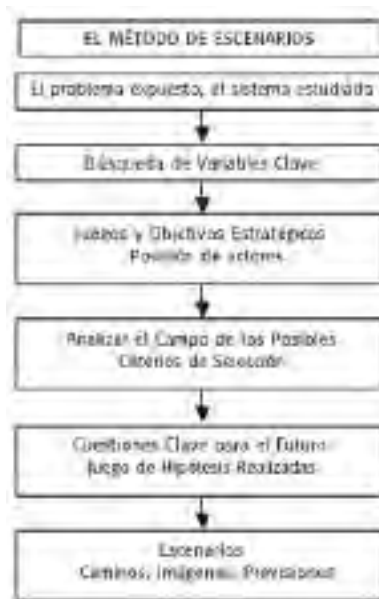 EL MÉTODO DE ESCENARIOS
El problema expuesto, el sistema estudiado
Búsqueda de Variables Clave
Juegos y Objetivos Estratégicos
Posición de actores
Analizar el Campo de los Posibles
Criterios de Selección
Cuestiones Clave para el Futuro
Juego de Hipótesis Realizadas
Escenarios
Caminos, Imágenes, Previsiones